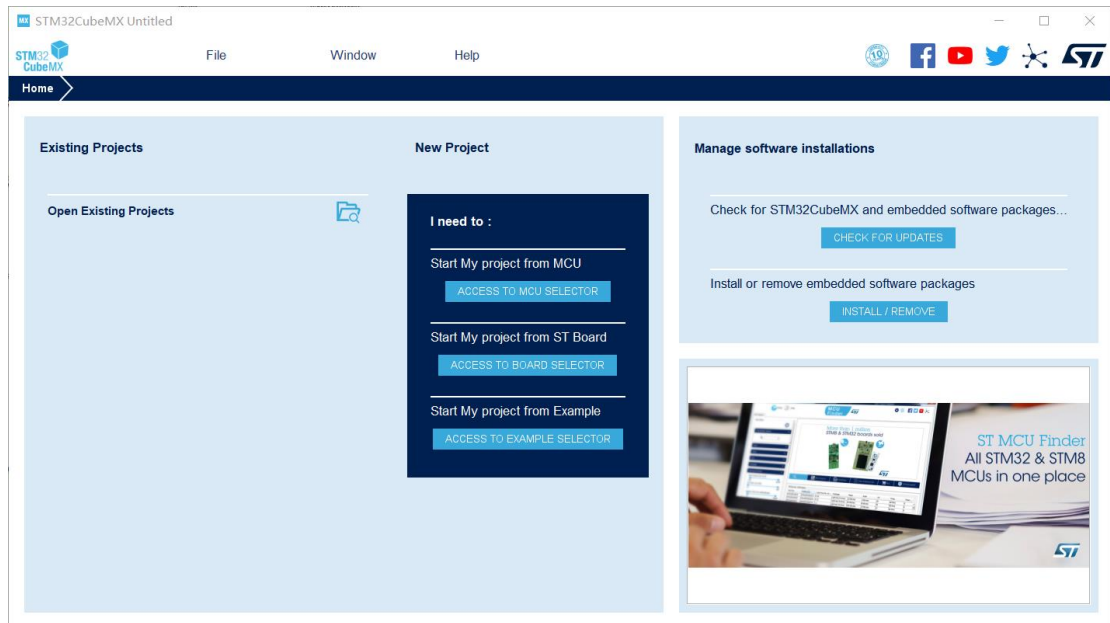 MX STM32CubeMX Untitled
STM32
CubeMX
File
Window
Help
10
Home
Existing Projects
Open Existing Projects
New Project
I need to :
Start My project from MCU
ACCESS TO MCU SELECTOR
Start My project from ST Board
ACCESS TO BOARD SELECTOR
Start My project from Example
ACCESS TO EXAMPLE SELECTOR
Manage software installations
Check for STM32CubeMX and embedded software packages...
CHECK FOR UPDATES
Install or remove embedded software packages
INSTALL / REMOVE
ST MCU Finder
All STM32 & STM8
MCUs in one place